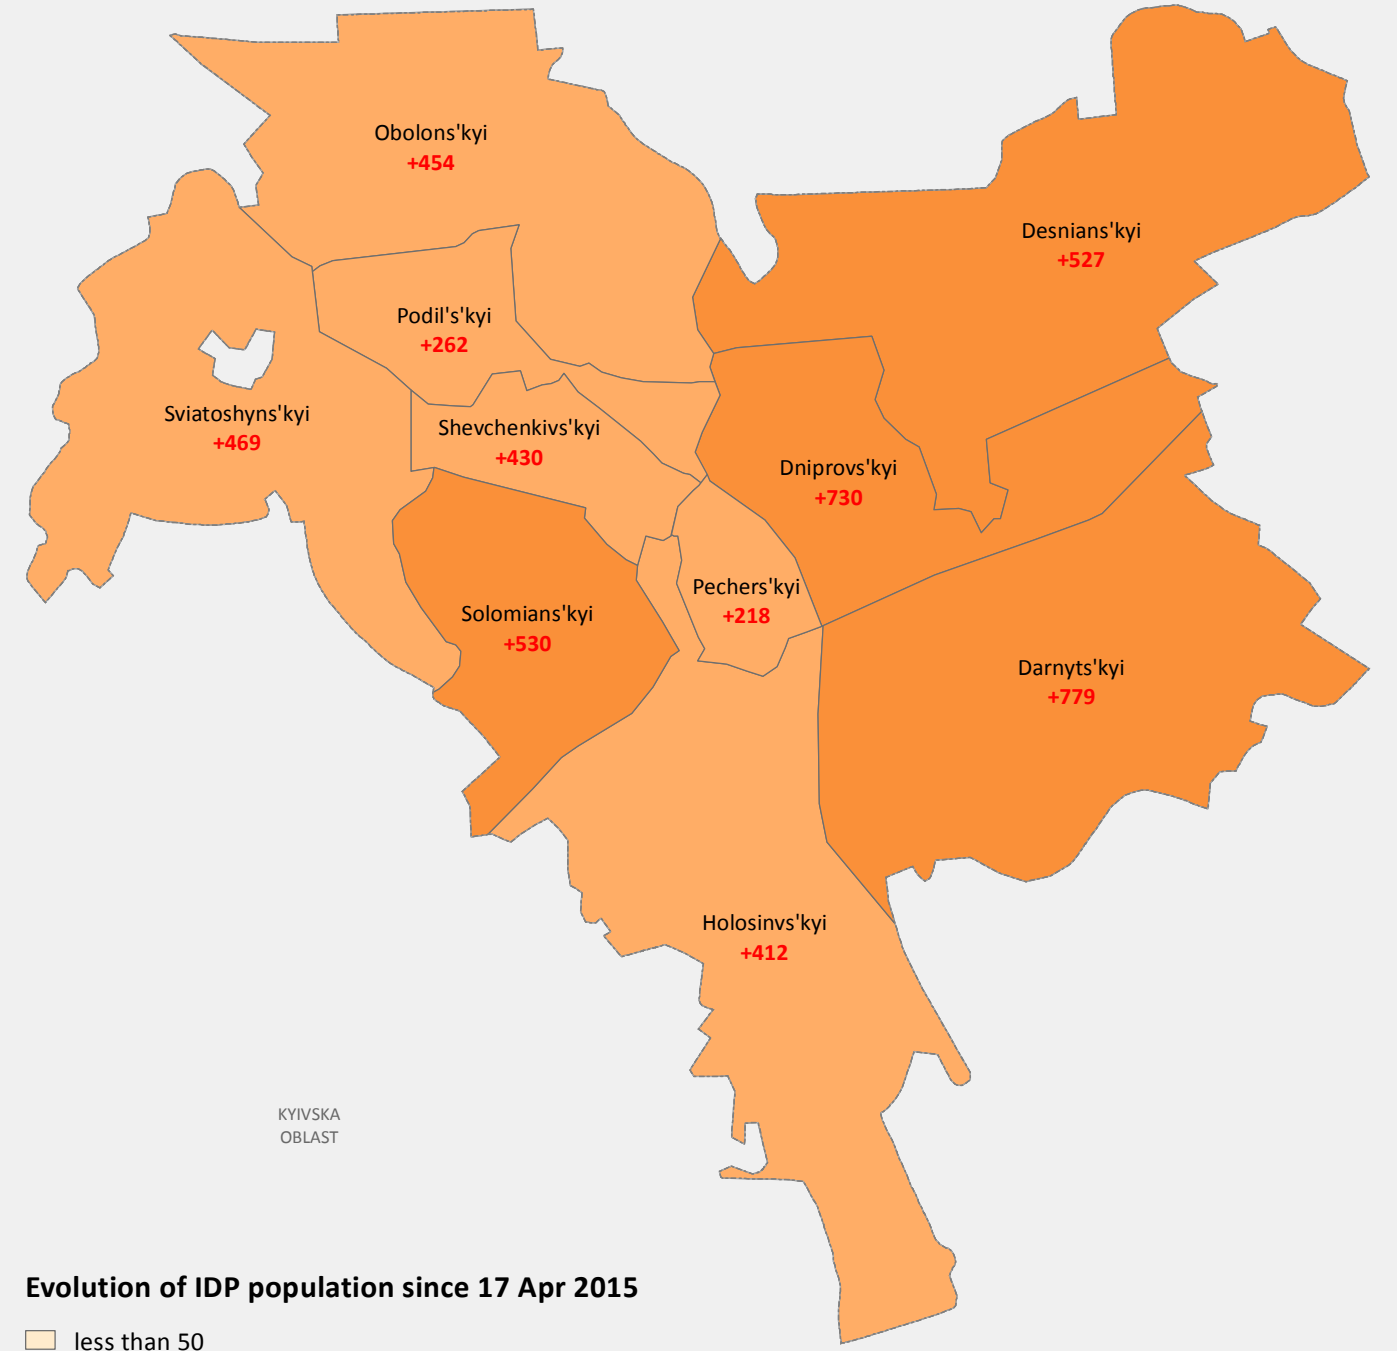 Obolons'kyi
+454
Desnians'kyi
+527
Podil's'kyi
+262
Sviatoshyns'kyi
+469
Shevchenkivs'kyi
+430
Dniprovs'kyi
+730
Pechers'kyi
+218
Solomians'kyi
+530
Darnyts'kyi
+779
Holosinvs'kyi
+412
KYIVSKA
OBLAST
Evolution of IDP population since 17 Apr 2015
less than 50